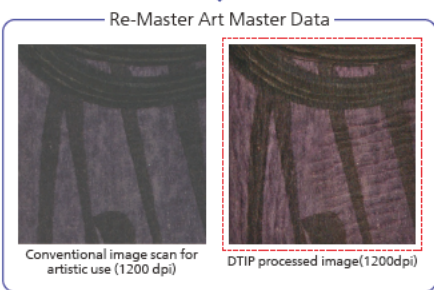 Re-Master Art Master Data
Conventional image scan for
artistic use (1200 dpi)
DTIP processed image(1200dpi)